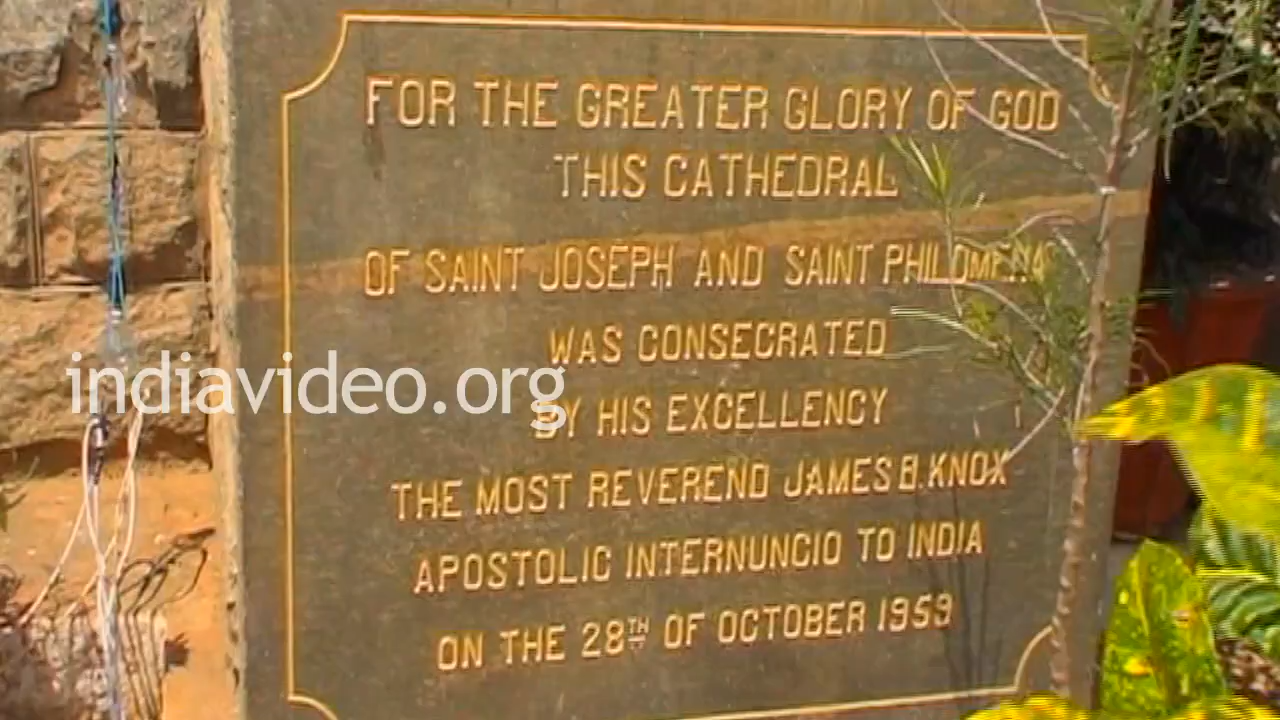 FOR THE GREATER GLORY OF GOD
THIS CATHEDRAL
OF SAINT JOSEPH AND SAINT PHILOMENA
WAS CONSECRATED
indiavideo.org
BY HIS EXCELLENCY
THE MOST REVEREND JAMES B. KNOX
APOSTOLIC INTERNUNCIO TO INDIA
ON THE 28TH OF OCTOBER 1959